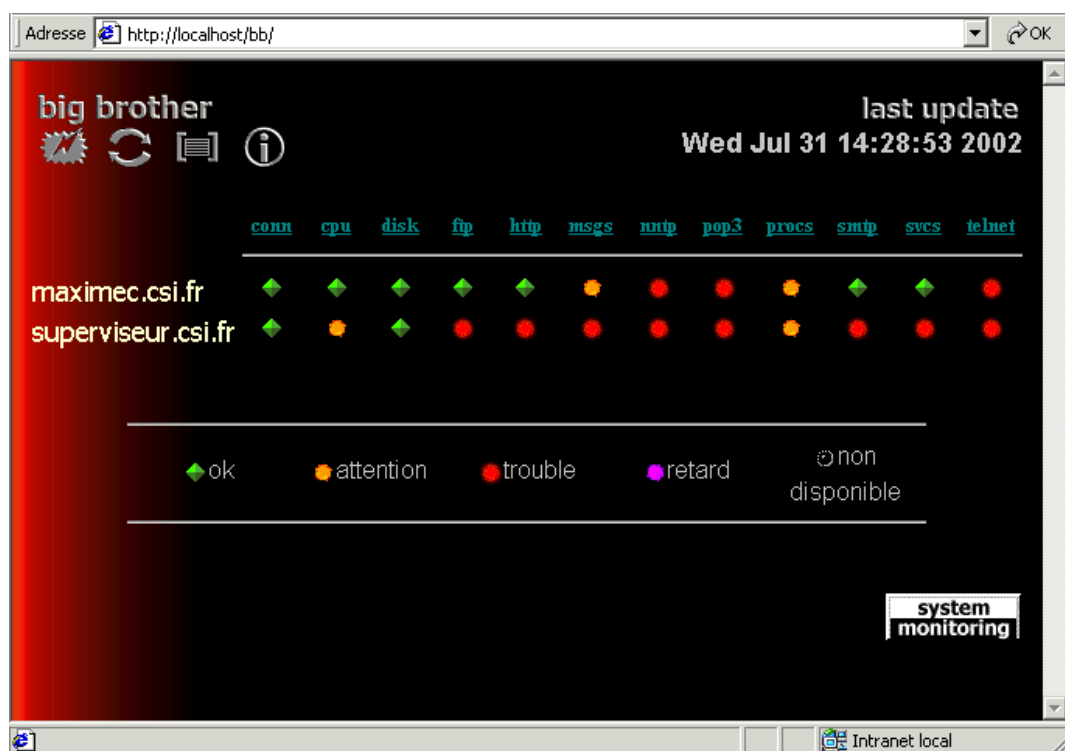 Adresse http://localhost/bb/ OK
big brother
last update
Wed Jul 31 14:28:53 2002
conn cpu disk ftp http msgs nntp pop3 procs smtp svcs telnet
maximec.csi.fr
superviseur.csi.fr
ok attention trouble retard non disponible
system
monitoring
Intranet local